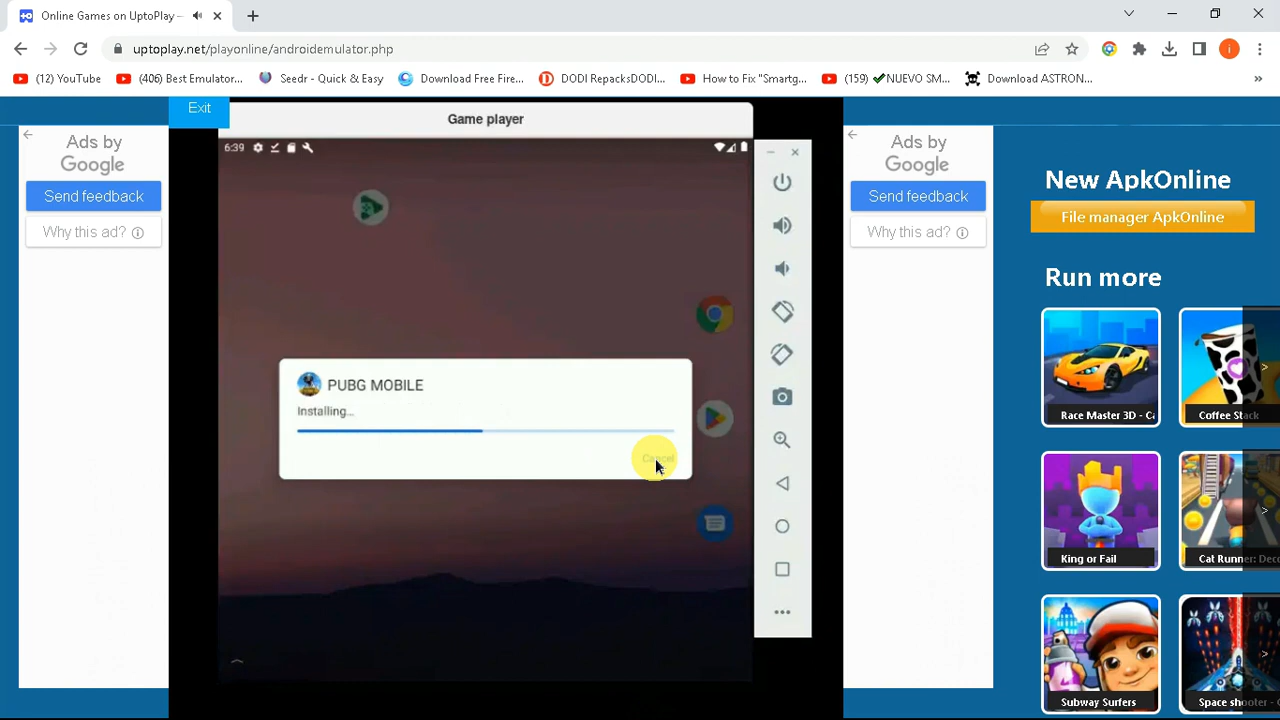 Online Games on UptoPlay –
uptoplay.net/playonline/androidemulator.php
i
(12) YouTube
(406) Best Emulator...
Seedr - Quick & Easy
Download Free Fire...
DODI RepacksDODI...
How to Fix "Smartg...
(159) ✔NUEVO SM...
Download ASTRON...
»
Exit
Game player
Ads by
Google
Send feedback
Why this ad?
6:39
PUBG MOBILE
Installing...
Cancel
Ads by
Google
Send feedback
Why this ad?
New ApkOnline
File manager ApkOnline
Run more
Race Master 3D - Ca
Coffee Stack
>
King or Fail
Cat Runner: Deco
>
Subway Surfers
Space shooter - G
>